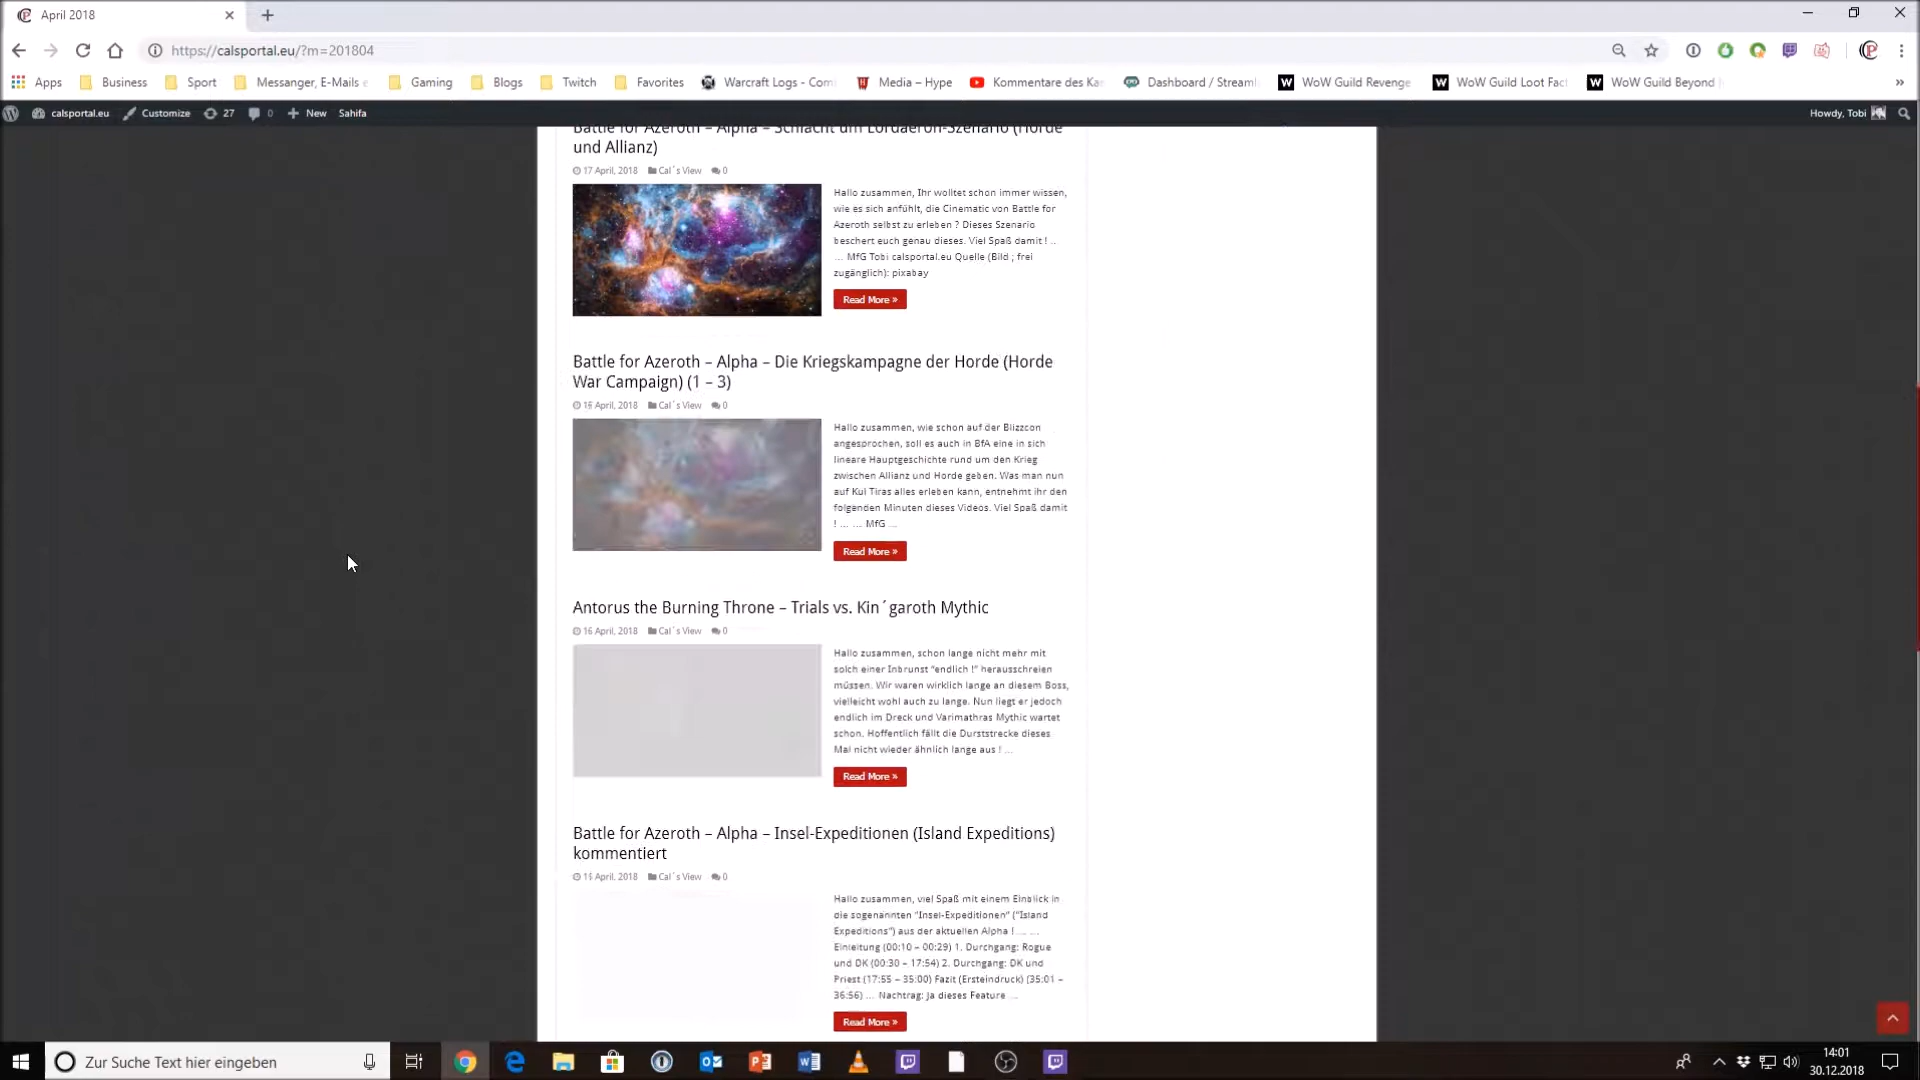 April 2018
https://calsportal.eu/?m=201804
Apps Business Sport Messanger, E-Mails Gaming Blogs Twitch Favorites Warcraft Logs - Com Media – Hype Kommentare des Ka Dashboard / Streaml WoW Guild Revenge WoW Guild Loot Fact WoW Guild Beyond »
calsportal.eu Customize 27 0 New Sahifa Howdy, Tobi
Battle for Azeroth – Alpha – Schlacht um Lordaeron-Szenario (Horde
und Allianz)
17 April, 2018 Cal´s View 0
Hallo zusammen, Ihr wolltet schon immer wissen,
wie es sich anfühlt, die Cinematic von Battle for
Azeroth selbst zu erleben ? Dieses Szenario
beschert euch genau dieses. Viel Spaß damit ! ..
... MfG Tobi calsportal.eu Quelle (Bild ; frei
zugänglich): pixabay
Read More »
Battle for Azeroth – Alpha – Die Kriegskampagne der Horde (Horde
War Campaign) (1 – 3)
April, 2018 Cal´s View 0
Hallo zusammen, wie schon auf der Blizzcon
angesprochen, soll es auch in BfA eine in sich
lineare Hauptgeschichte rund um den Krieg
zwischen Allianz und Horde geben. Was man nun
auf Kul Tiras alles erleben kann, entnehmt ihr den
folgenden Minuten dieses Videos. Viel Spaß damit
! ... ... MfG ...
Read More »
Antorus the Burning Throne – Trials vs. Kin´garoth Mythic
16 April, 2018 Cal´s View 0
Hallo zusammen, schon lange nicht mehr mit
solch einer Inbrunst “endlich !” herausschreien
müssen. Wir waren wirklich lange an diesem Boss,
vielleicht wohl auch zu lange. Nun liegt er jedoch
endlich im Dreck und Varimathras Mythic wartet
schon. Hoffentlich fällt die Durststrecke dieses
Mal nicht wieder ähnlich lange aus ! ...
Read More »
Battle for Azeroth – Alpha – Insel-Expeditionen (Island Expeditions)
kommentiert
April, 2018 Cal´s View 0
Hallo zusammen, viel Spaß mit einem Einblick in
die sogenannten “Insel-Expeditionen” (“Island
Expeditions”) aus der aktuellen Alpha ! ... ...
Einleitung (00:10 – 00:29) 1. Durchgang: Rogue
und DK (00:30 – 17:54) 2. Durchgang: DK und
Priest (17:55 – 35:00) Fazit (Ersteindruck) (35:01 –
36:56) ... Nachtrag: Ja dieses Feature ...
Read More »
Zur Suche Text hier eingeben
14:01
30.12.2018